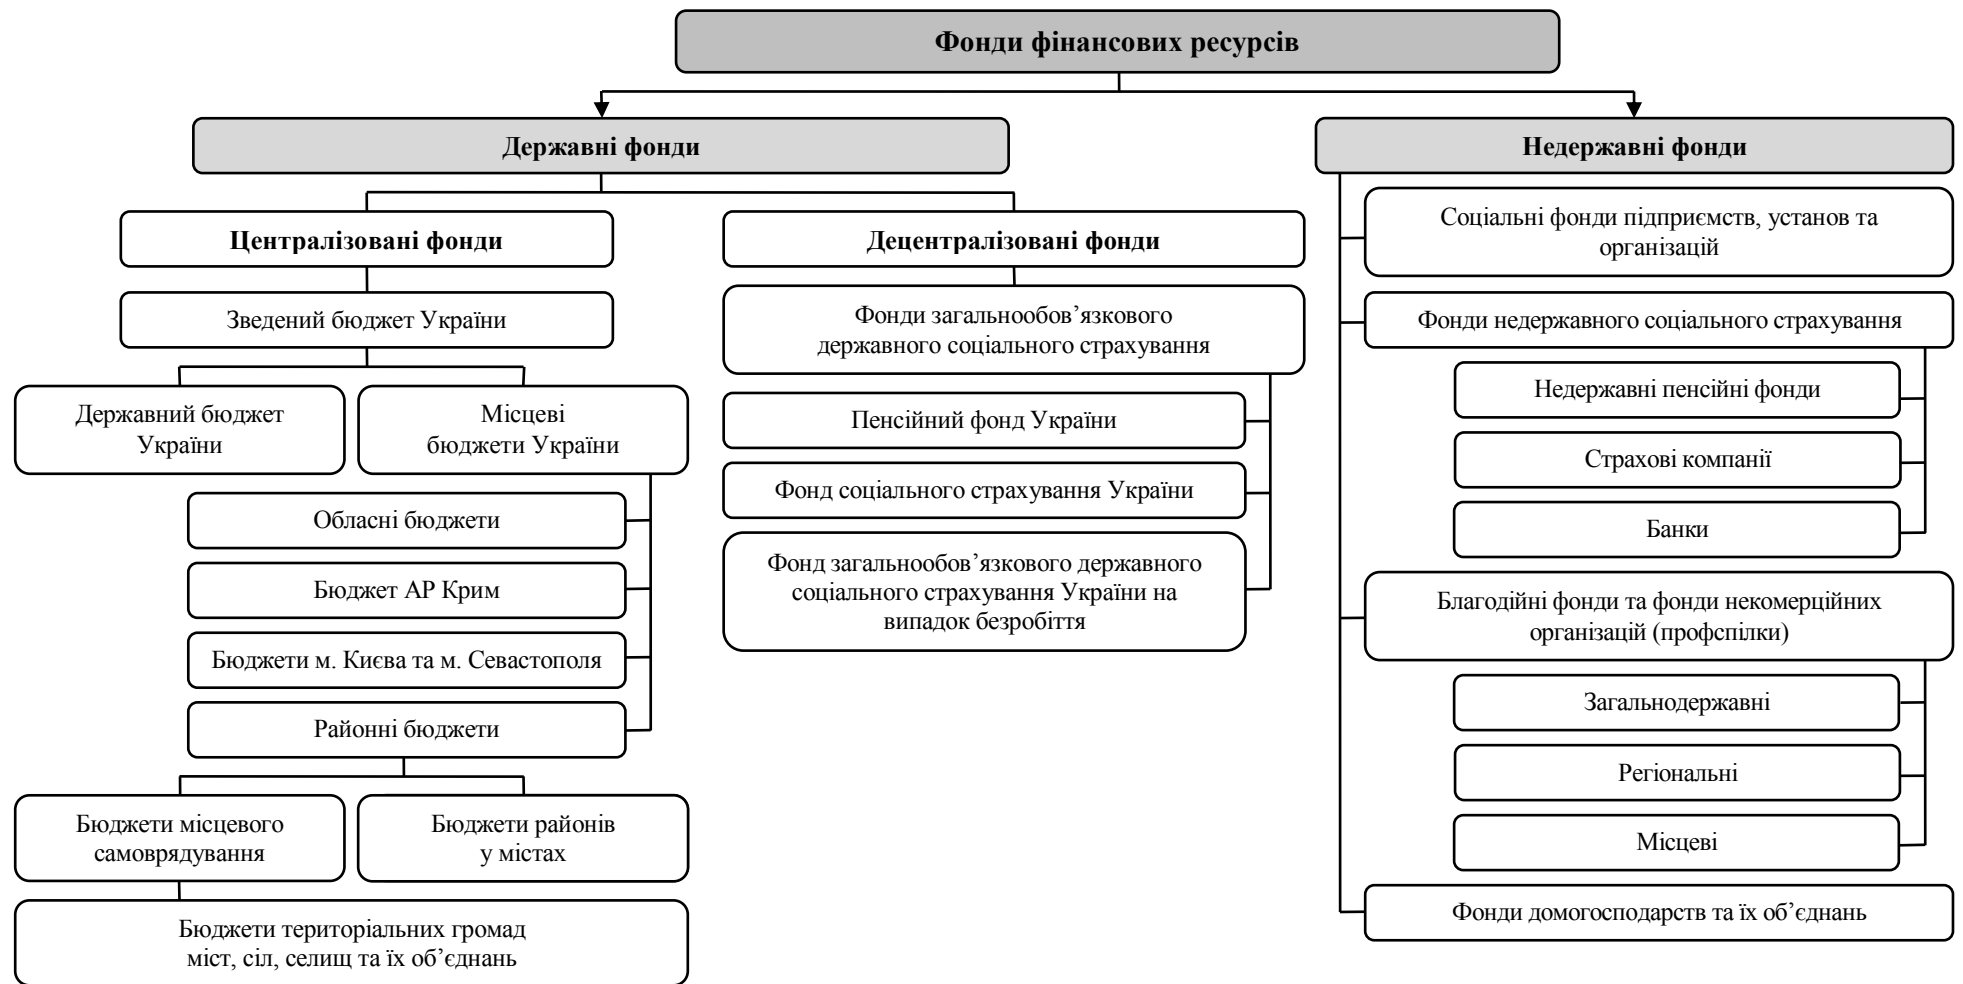 Фонди фінансових ресурсів
Державні фонди
Централізовані фонди
Зведений бюджет України
Державний бюджет
України
Місцеві
бюджети України
Обласні бюджети
Бюджет АР Крим
Бюджети м. Києва та м. Севастополя
Районні бюджети
Бюджети місцевого
самоврядування
Бюджети районів
у містах
Бюджети територіальних громад
міст, сіл, селищ та їх об’єднань
Децентралізовані фонди
Фонди загальнообов’язкового
державного соціального страхування
Пенсійний фонд України
Фонд соціального страхування України
Фонд загальнообов’язкового державного
соціального страхування України на
випадок безробіття
Недержавні фонди
Соціальні фонди підприємств, установ та
організацій
Фонди недержавного соціального страхування
Недержавні пенсійні фонди
Страхові компанії
Банки
Благодійні фонди та фонди некомерційних
організацій (профспілки)
Загальнодержавні
Регіональні
Місцеві
Фонди домогосподарств та їх об’єднань